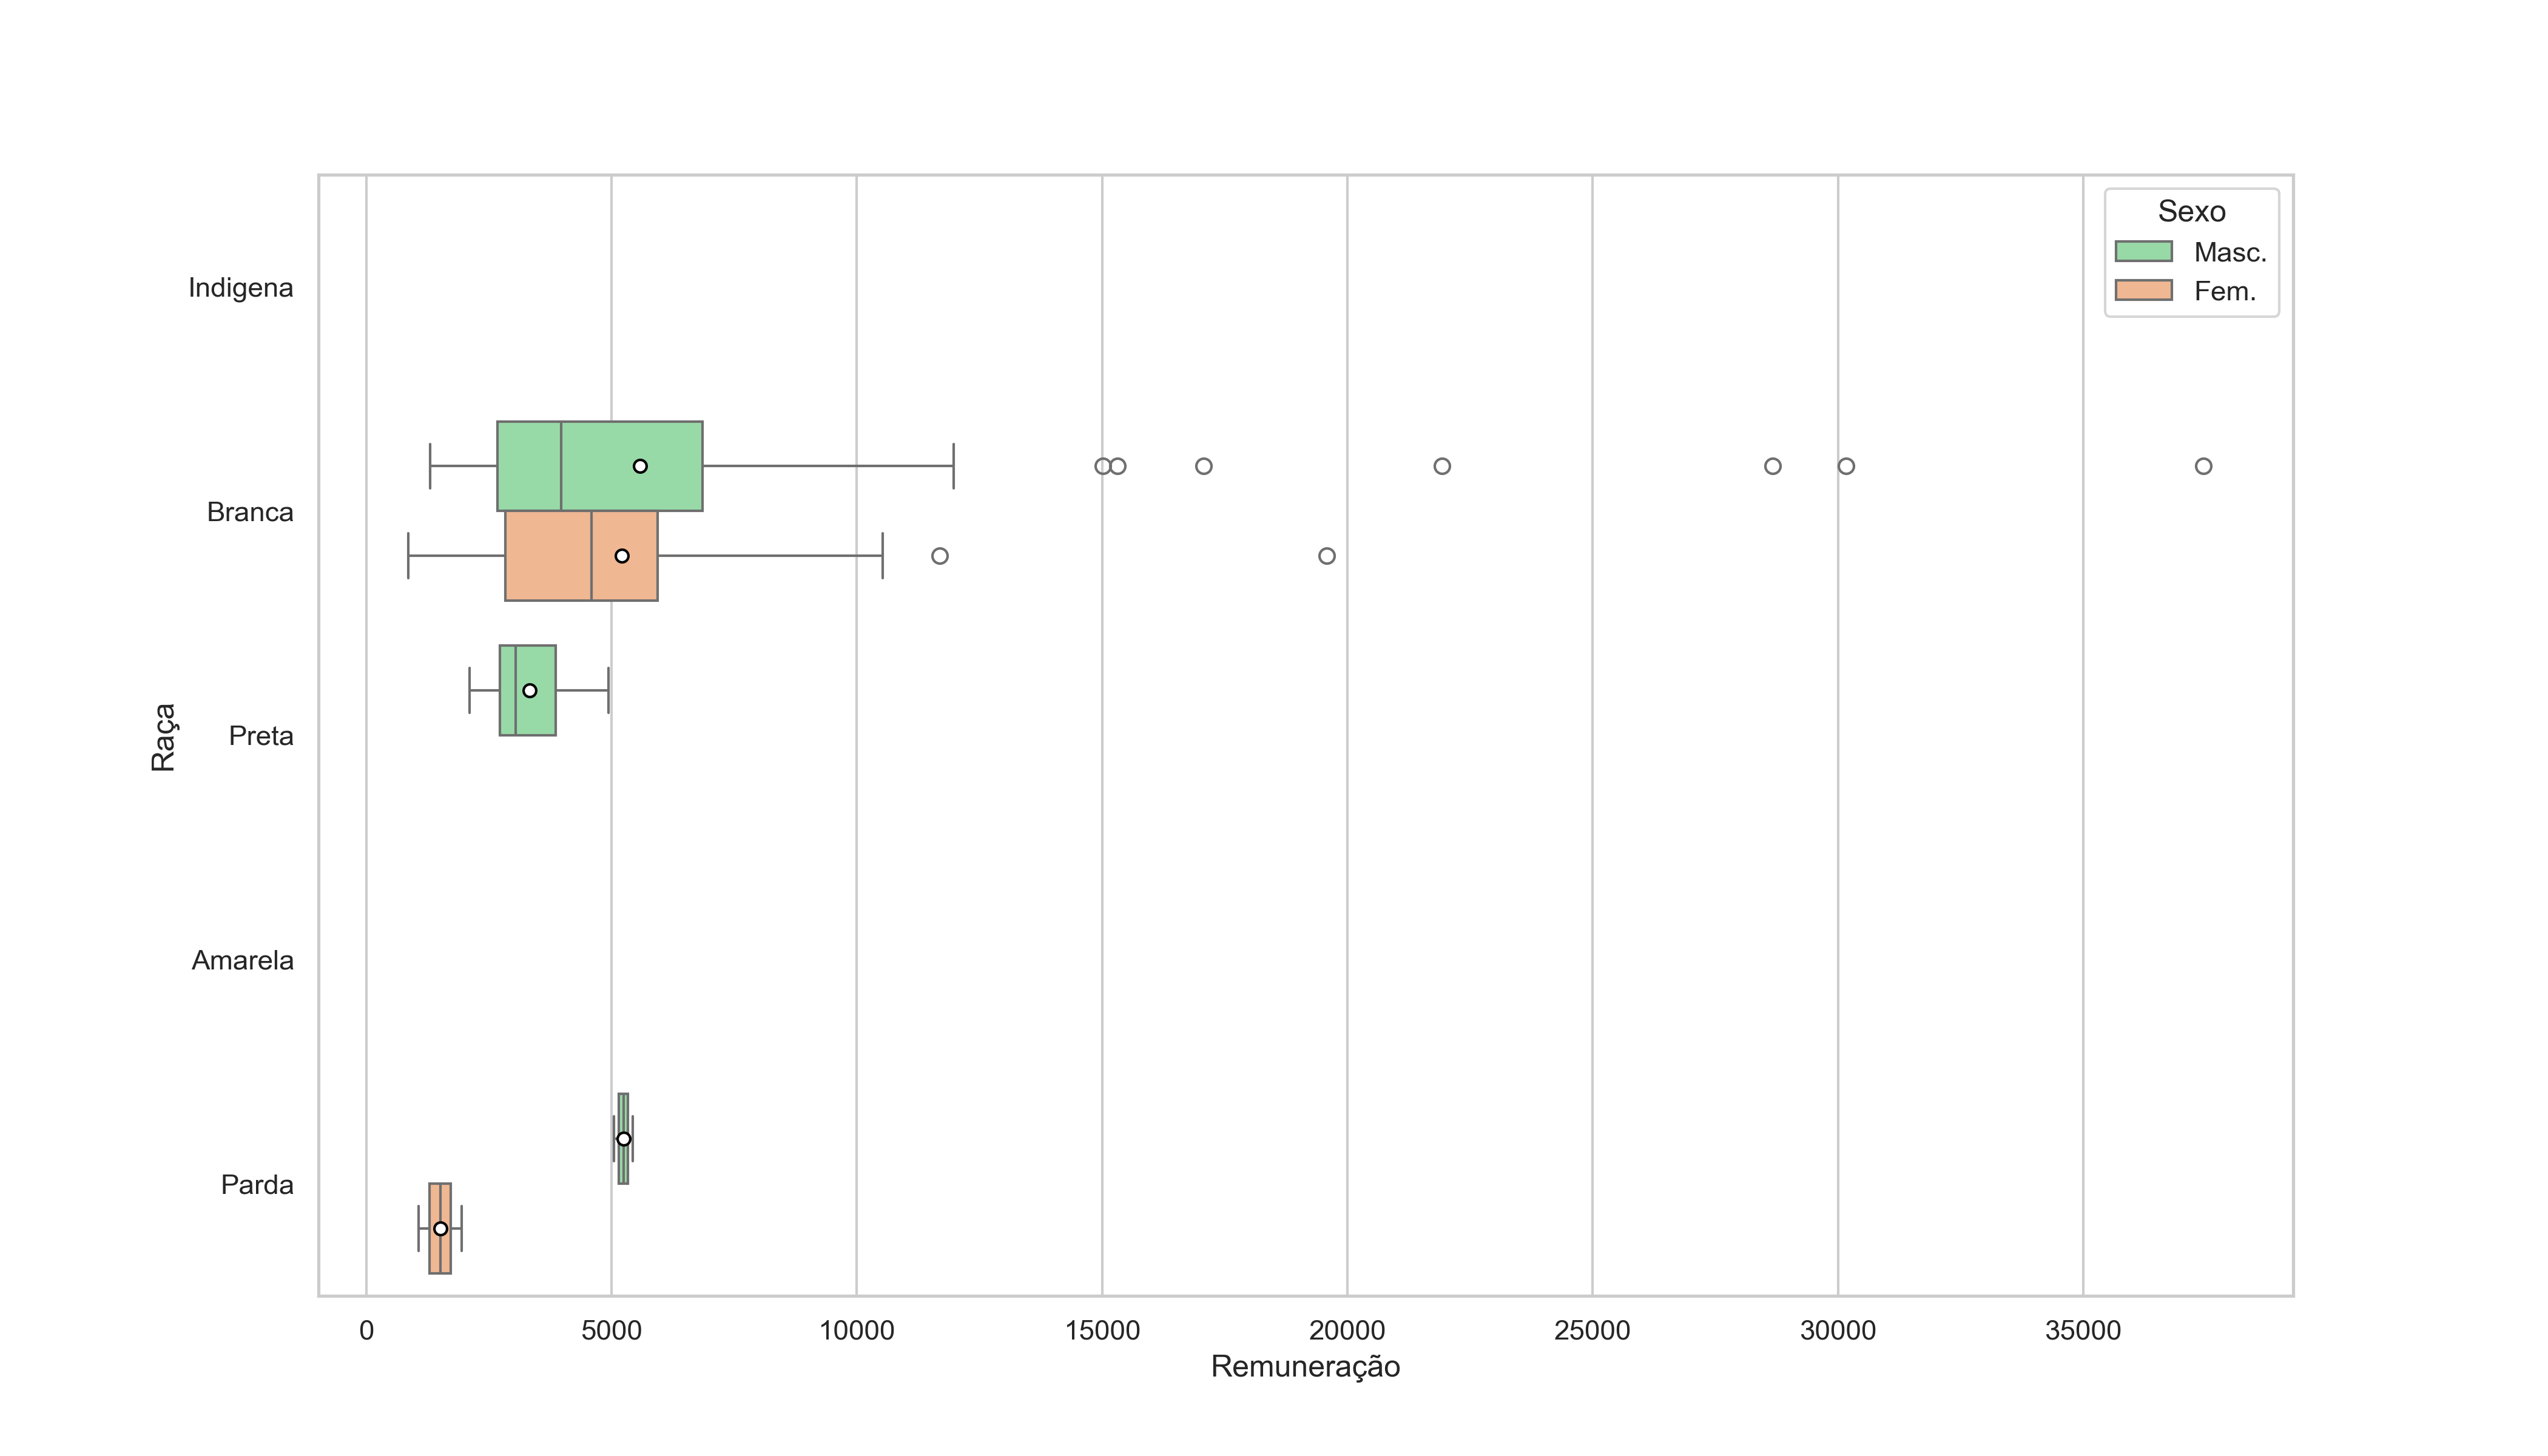 Sexo
Masc.
Fem.
Indigena
Branca
Preta
Amarela
Parda
Raça
0 5000 10000 15000 20000 25000 30000 35000
Remuneração